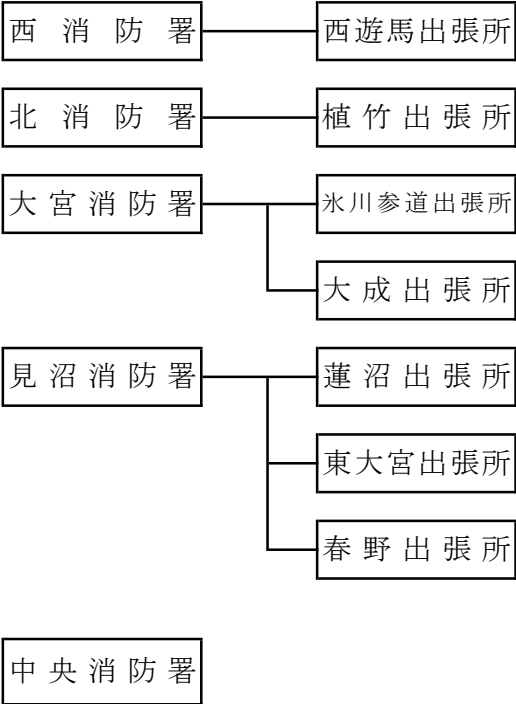 西消防署 西遊馬出張所
北消防署 植竹出張所
大宮消防署 氷川参道出張所
大成出張所
見沼消防署 蓮沼出張所
東大宮出張所
春野出張所
中央消防署